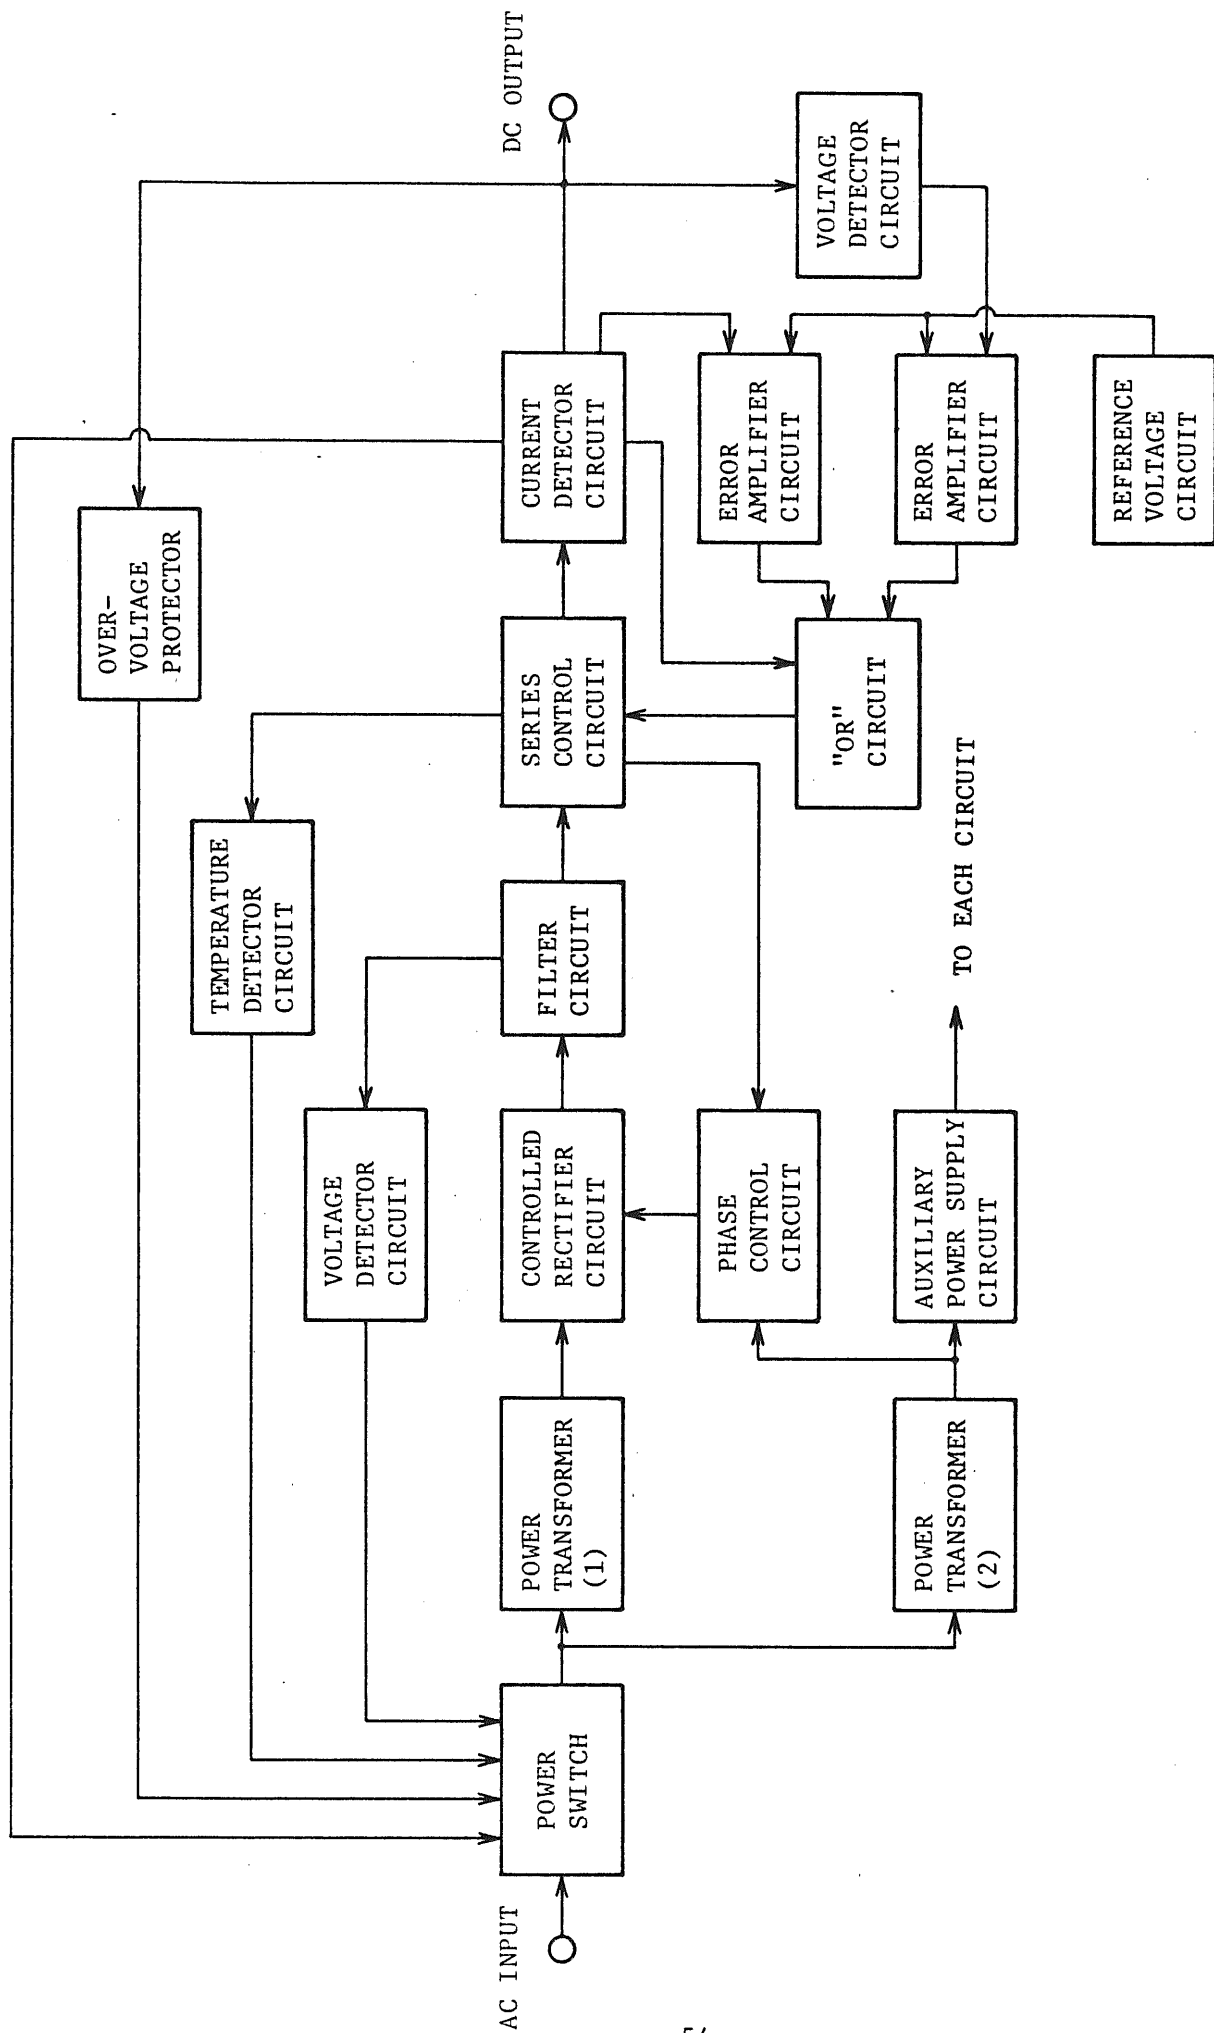 OVER-
VOLTAGE
PROTECTOR
TEMPERATURE
DETECTOR
CIRCUIT
VOLTAGE
DETECTOR
CIRCUIT
AC INPUT
POWER
SWITCH
POWER
TRANSFORMER
(1)
CONTROLLED
RECTIFIER
CIRCUIT
FILTER
CIRCUIT
SERIES
CONTROL
CIRCUIT
CURRENT
DETECTOR
CIRCUIT
DC OUTPUT
PHASE
CONTROL
CIRCUIT
"OR"
CIRCUIT
ERROR
AMPLIFIER
CIRCUIT
VOLTAGE
DETECTOR
CIRCUIT
POWER
TRANSFORMER
(2)
AUXILIARY
POWER SUPPLY
CIRCUIT
TO EACH CIRCUIT
ERROR
AMPLIFIER
CIRCUIT
REFERENCE
VOLTAGE
CIRCUIT